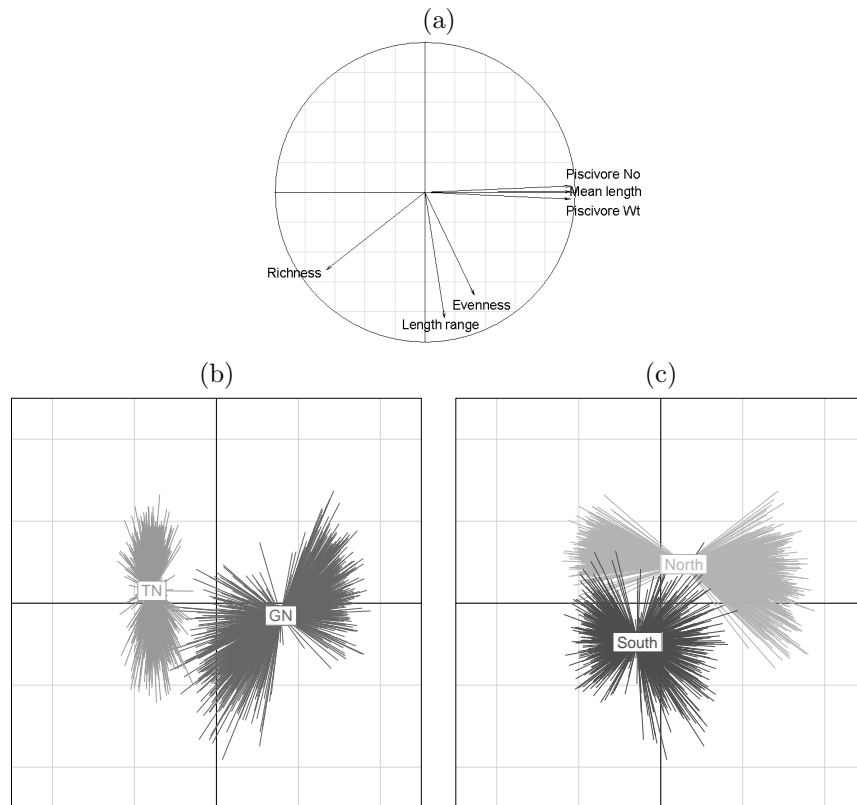 (a)
Piscivore No
Mean length
Piscivore Wt
Richness
Evenness
Length range
(b)
(c)
TN
GN
North
South